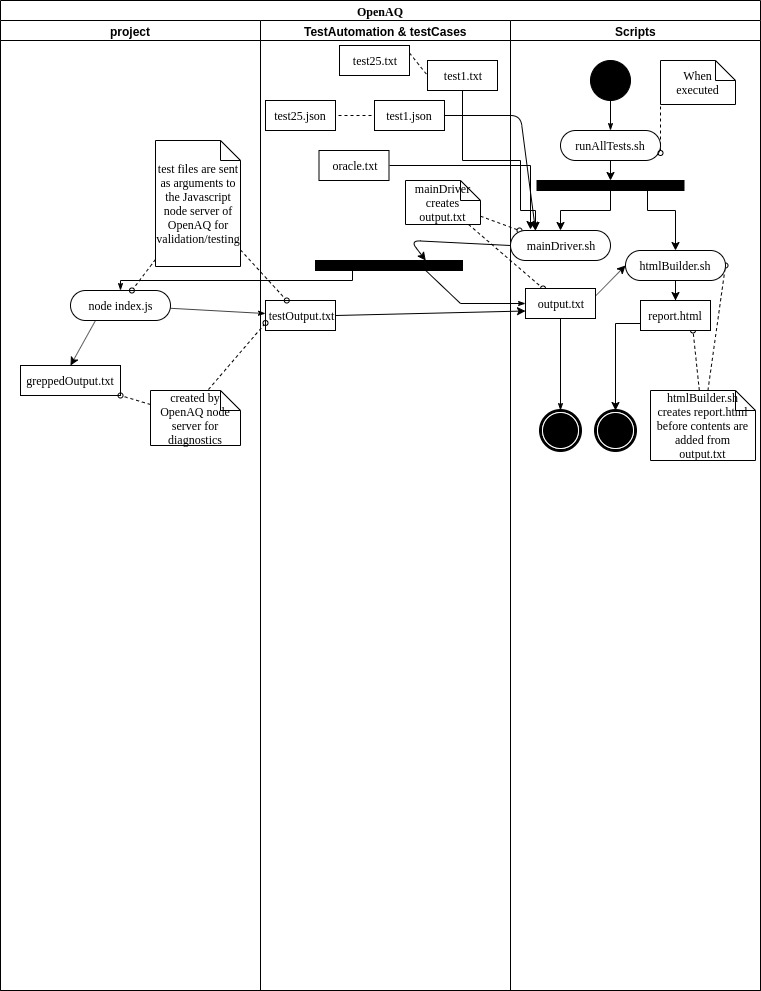 OpenAQ
project
TestAutomation & testCases
Scripts
test25.txt
test1.txt
When
executed
test25.json
test1.json
runAllTests.sh
oracle.txt
test files are sent
as arguments to
the Javascript
node server of
OpenAQ for
validation/testing
mainDriver
creates
output.txt
mainDriver.sh
htmlBuilder.sh
node index.js
testOutput.txt
output.txt
report.html
greppedOutput.txt
created by
OpenAQ node
server for
diagnostics
htmlBuilder.sh
creates report.html
before contents are
added from
output.txt